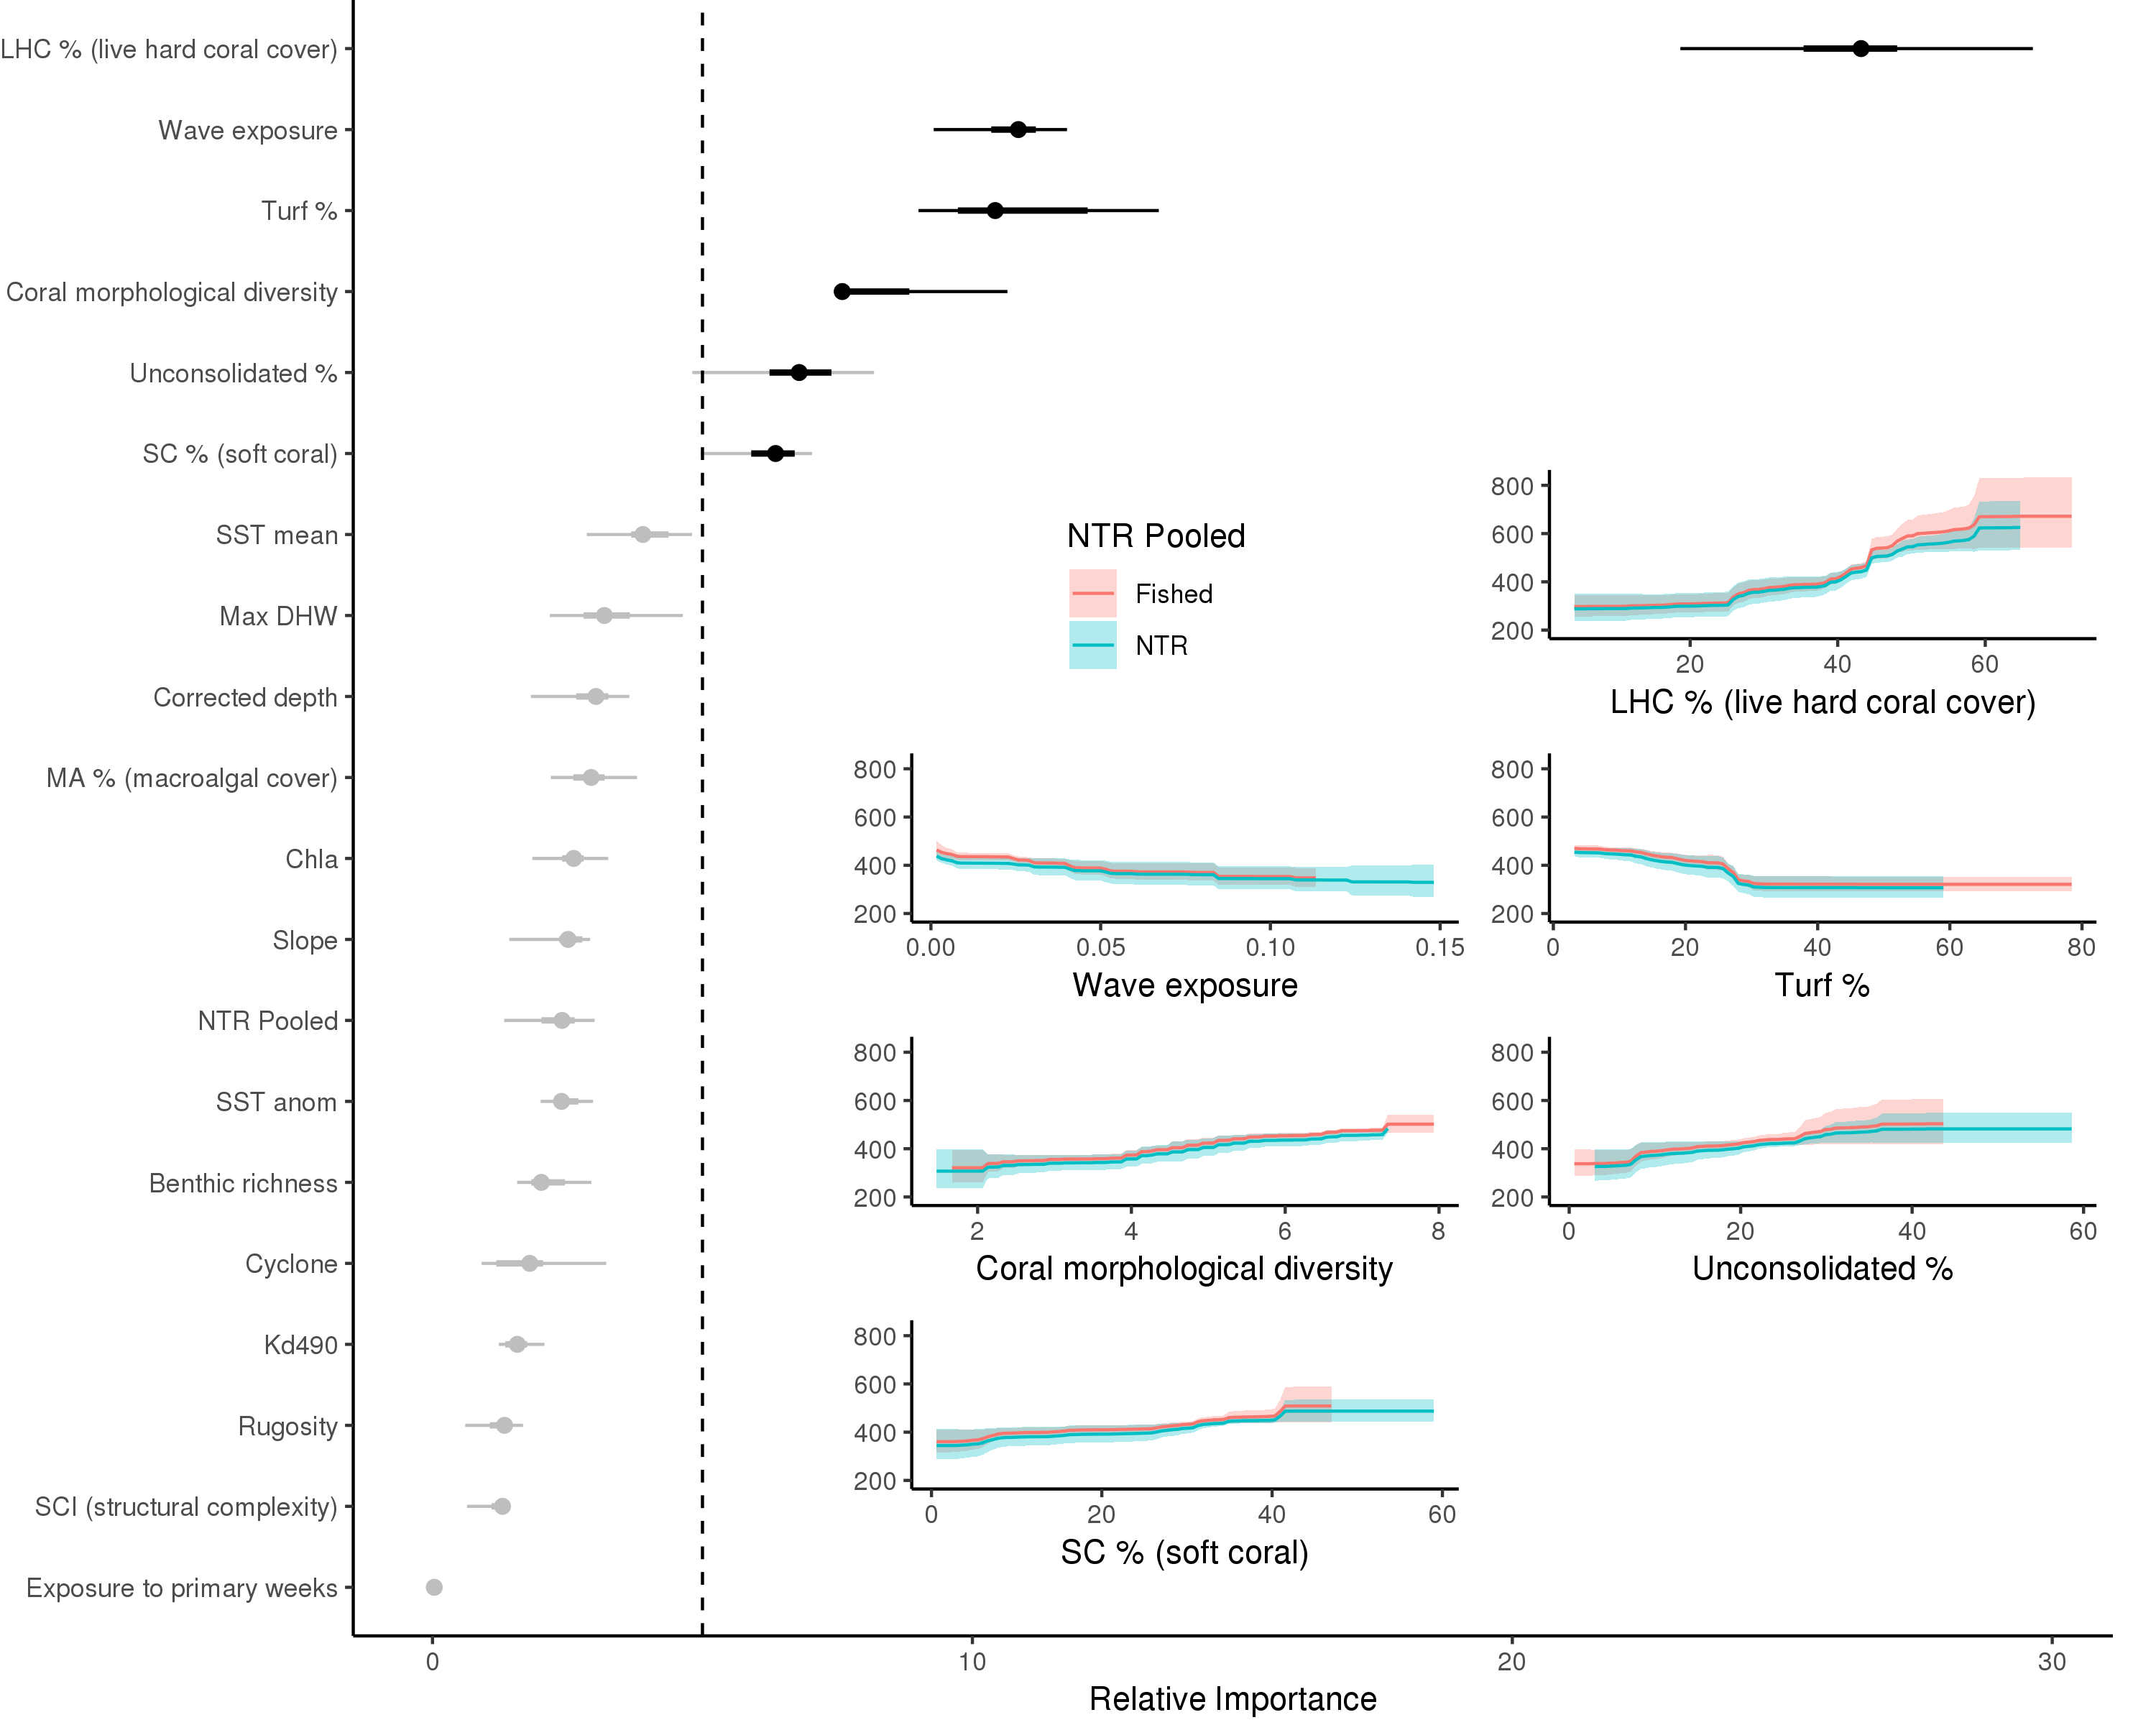 LHC % (live hard coral cover)
Wave exposure
Turf %
Coral morphological diversity
Unconsolidated %
SC % (soft coral)
SST mean
Max DHW
Corrected depth
MA % (macroalgal cover)
Chla
Slope
NTR Pooled
SST anom
Benthic richness
Cyclone
Kd490
Rugosity
SCI (structural complexity)
Exposure to primary weeks
0 10 20 30
Relative Importance
NTR Pooled
Fished
NTR
800
600
400
200
20 40 60
LHC % (live hard coral cover)
800
600
400
200
0.00 0.05 0.10 0.15
Wave exposure
800
600
400
200
0 20 40 60 80
Turf %
800
600
400
200
2 4 6 8
Coral morphological diversity
800
600
400
200
0 20 40 60
Unconsolidated %
800
600
400
200
0 20 40 60
SC % (soft coral)